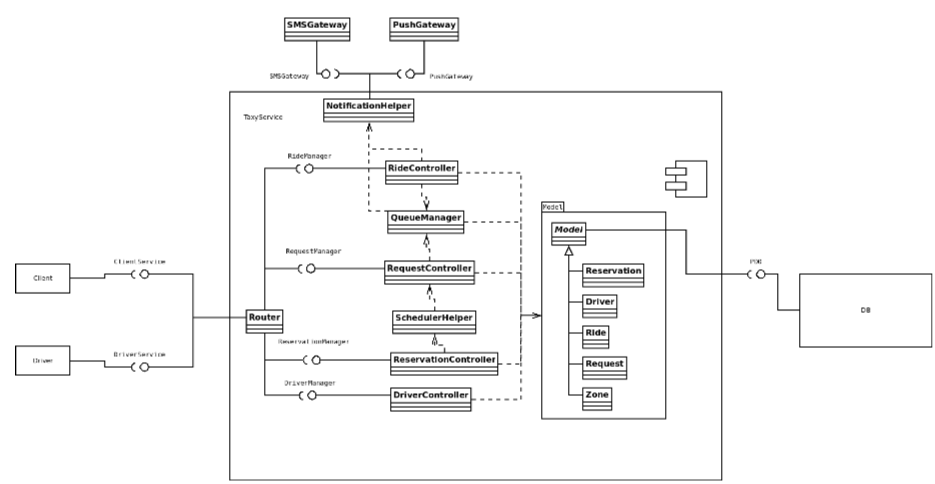 SMSGateway
PushGateway
SMSGateway
PushGateway
NotificationHelper
TaxyService
RideManager
RideController
QueueManager
Model
Model
RequestManager
ClientService
Client
RequestController
Reservation
PDO
Driver
DB
Router
SchedulerHelper
Ride
ReservationManager
DriverService
Driver
ReservationController
Request
DriverManager
DriverController
Zone